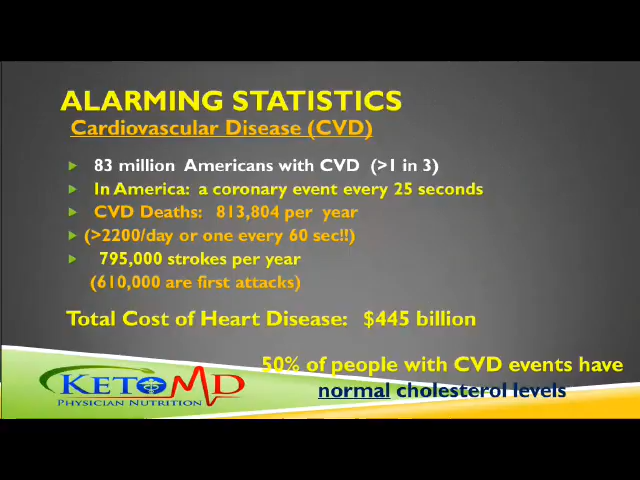 ALARMING STATISTICS
Cardiovascular Disease (CVD)
83 million Americans with CVD (>1 in 3)
In America: a coronary event every 25 seconds
CVD Deaths: 813,804 per year
(>2200/day or one every 60 sec!!)
795,000 strokes per year
(610,000 are first attacks)
Total Cost of Heart Disease: $445 billion
50% of people with CVD events have
normal cholesterol levels
KETOMD
PHYSICIAN NUTRITION